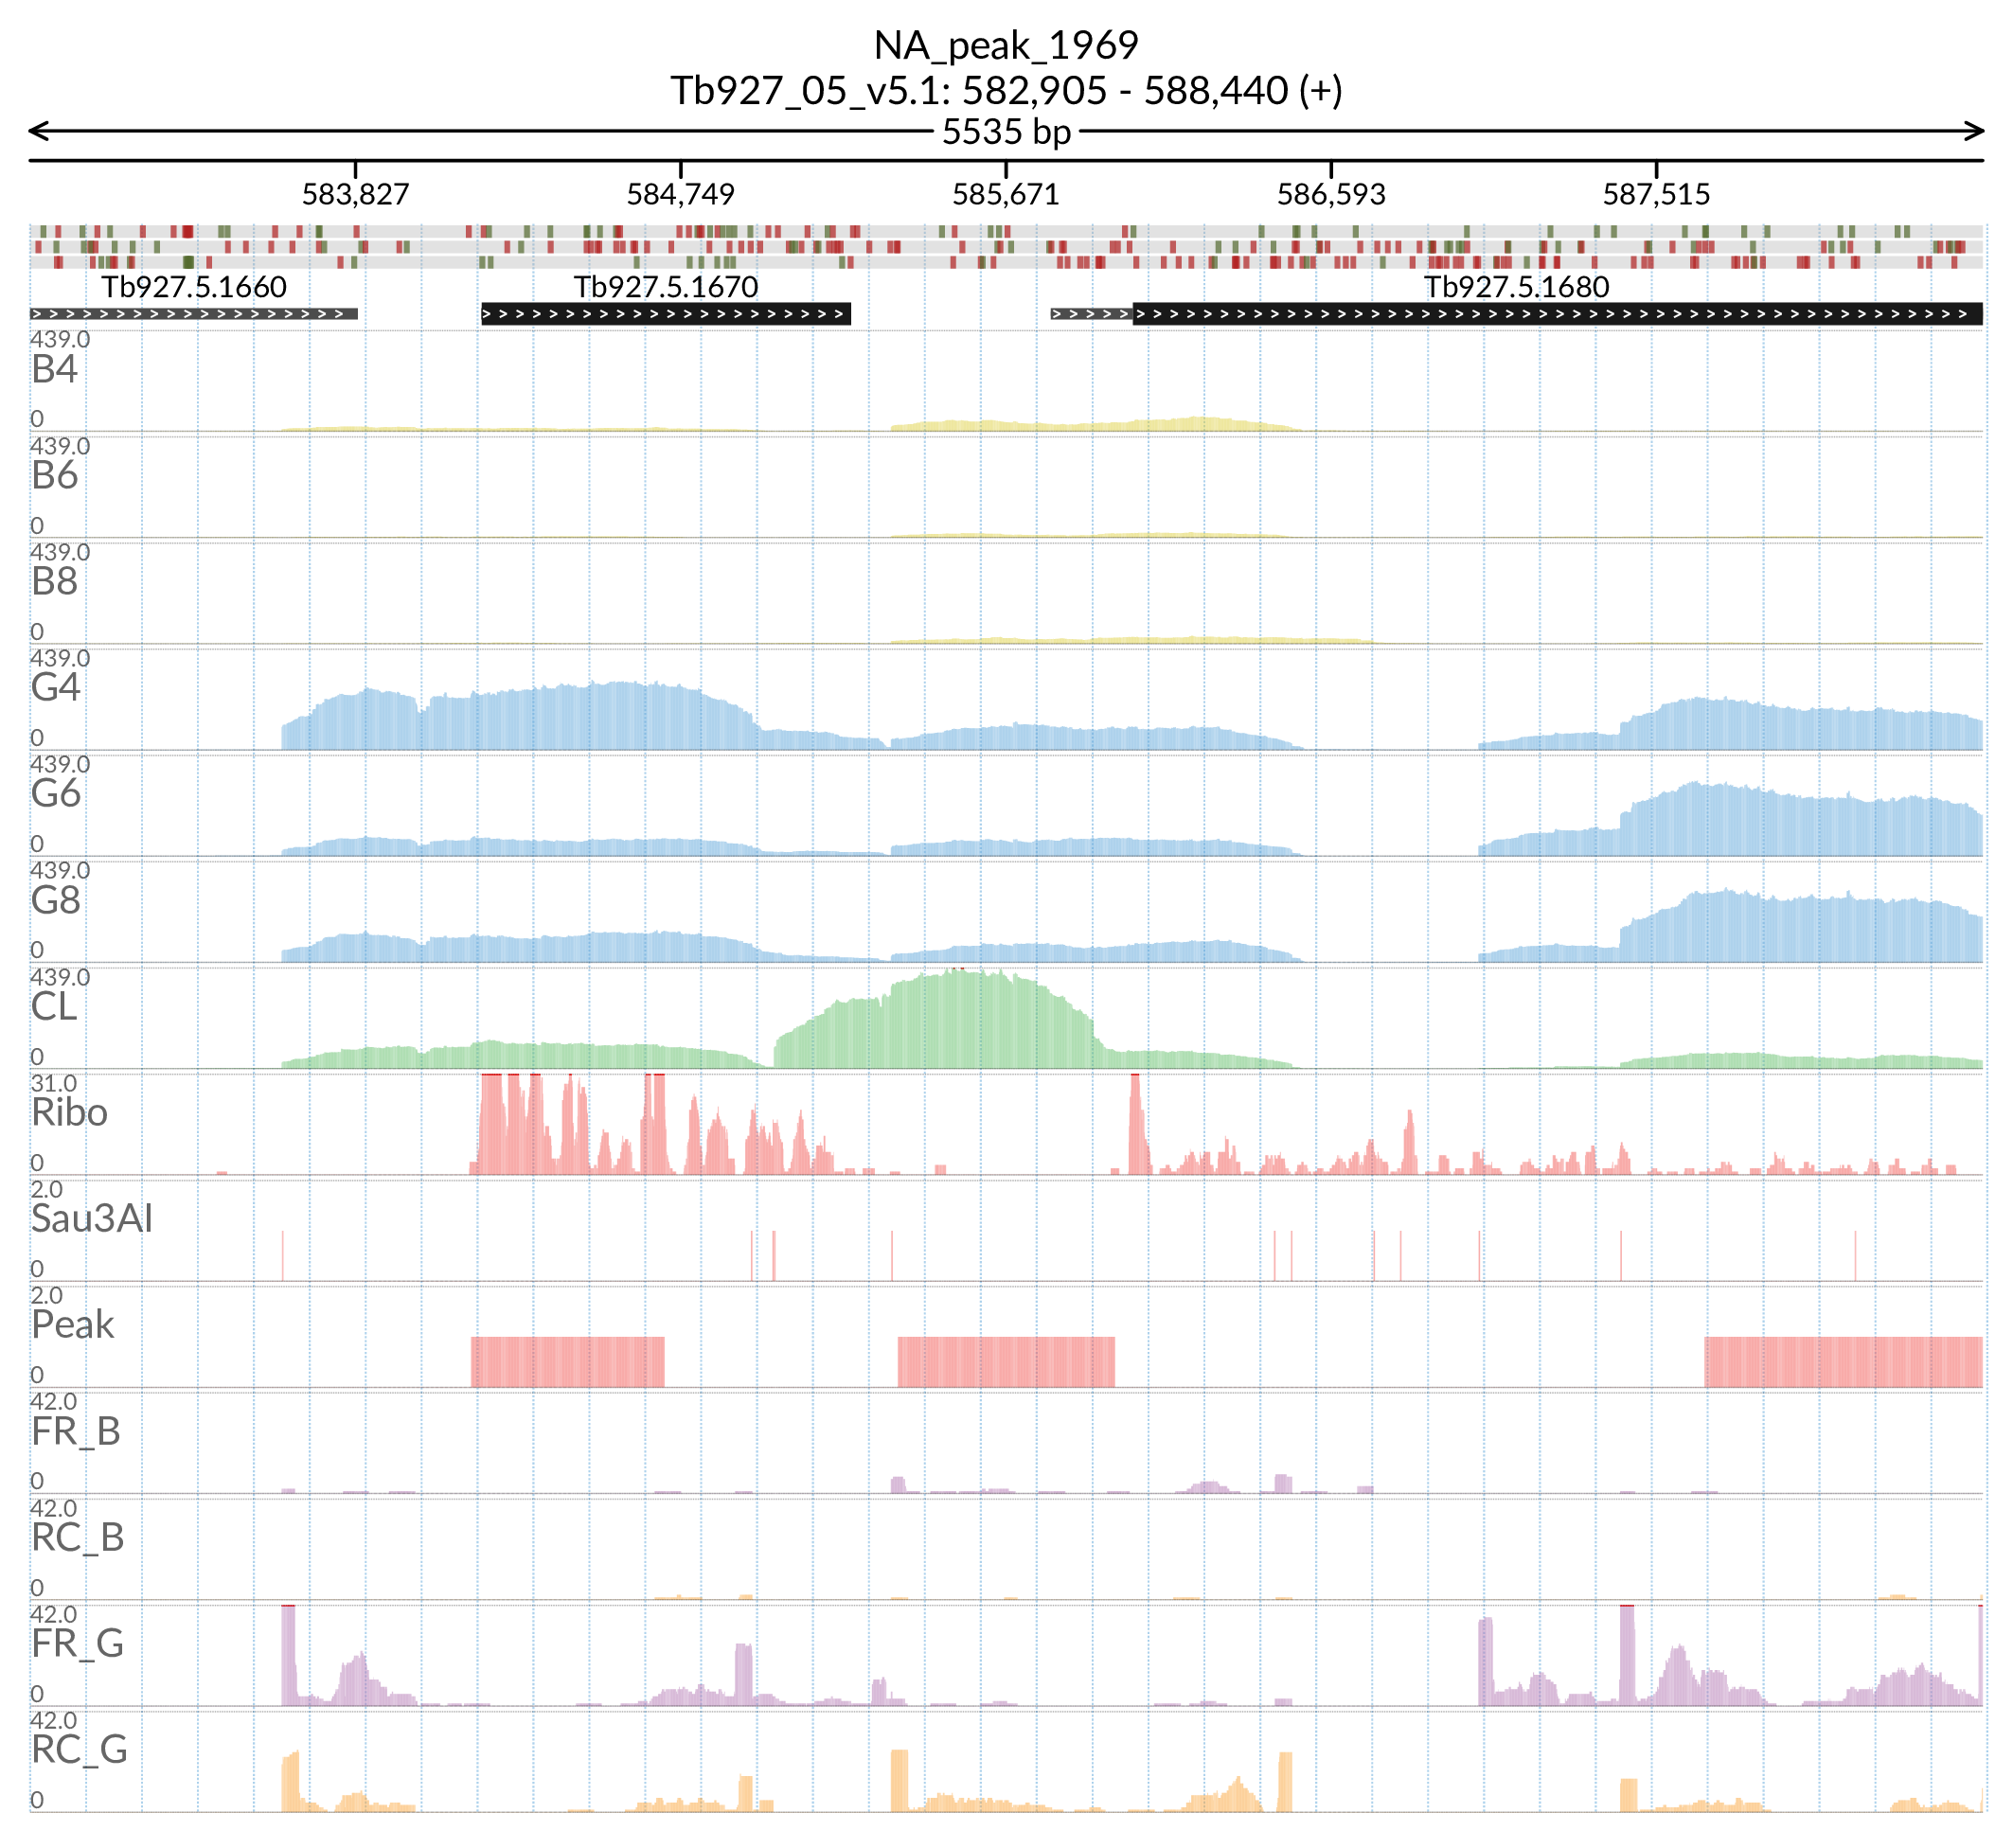 NA_peak_1969
Tb927_05_v5.1: 582,905 - 588,440 (+)
5535 bp
583,827 584,749 585,671 586,593 587,515
Tb927.5.1660 Tb927.5.1670 Tb927.5.1680
439.0
B4
0
439.0
B6
0
439.0
B8
0
439.0
G4
0
439.0
G6
0
439.0
G8
0
439.0
CL
0
31.0
Ribo
0
2.0
Sau3AI
0
2.0
Peak
0
42.0
FR_B
0
42.0
RC_B
0
42.0
FR_G
0
42.0
RC_G
0